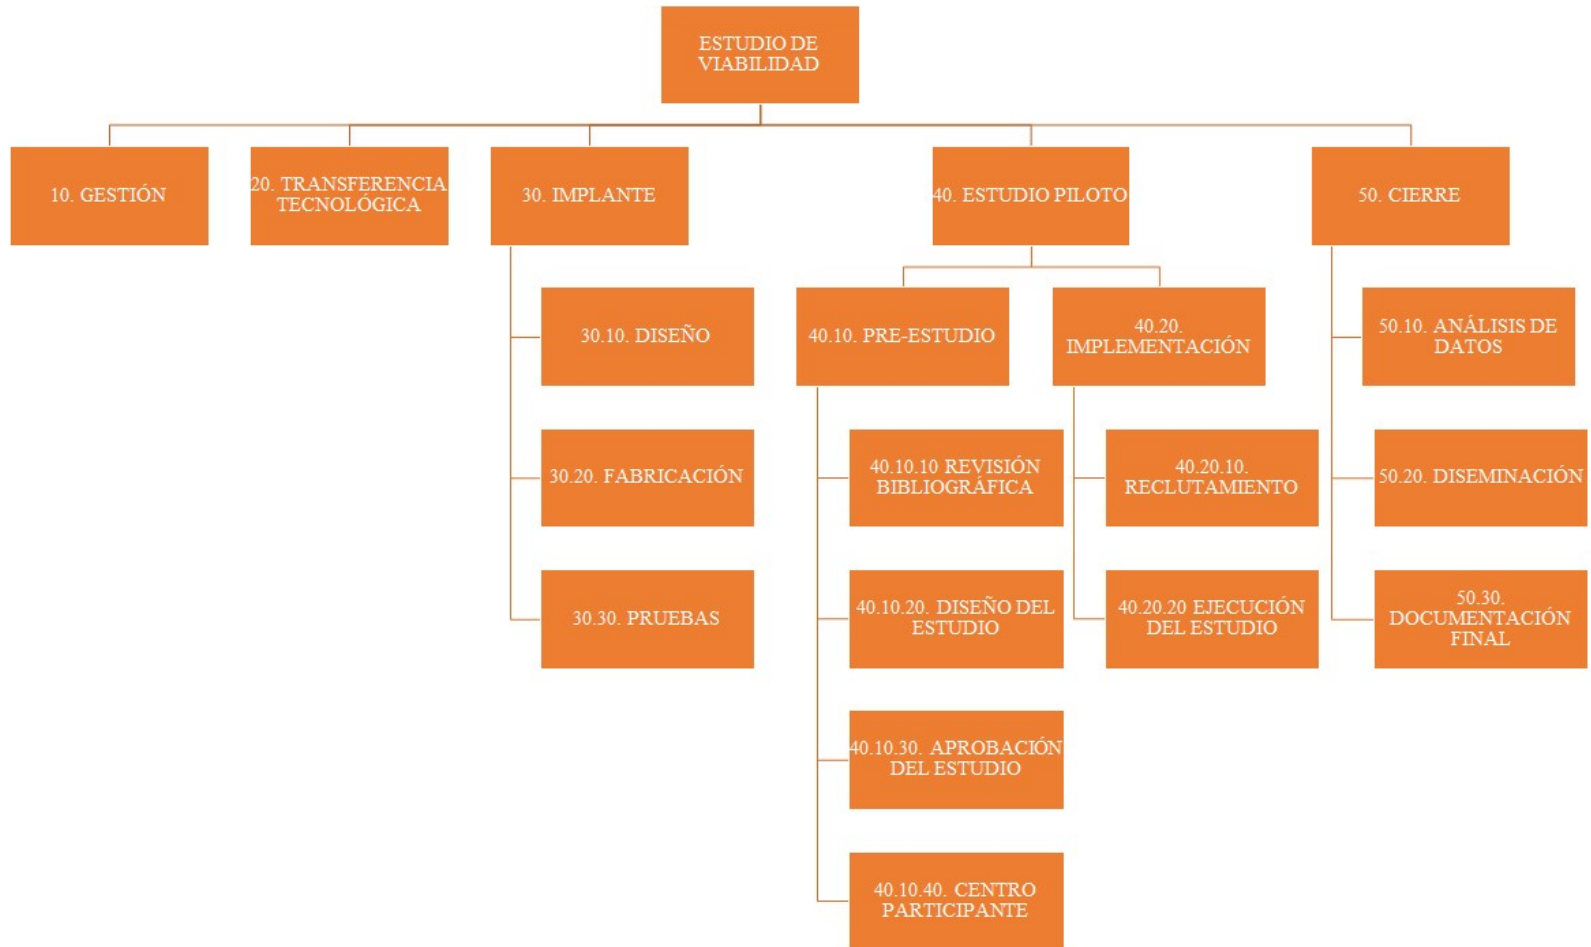 ESTUDIO DE
VIABILIDAD
10. GESTIÓN
20. TRANSFERENCIA
TECNOLÓGICA
30. IMPLANTE
40. ESTUDIO PILOTO
50. CIERRE
30.10. DISEÑO
40.10. PRE-ESTUDIO
40.20.
IMPLEMENTACIÓN
50.10. ANÁLISIS DE
DATOS
30.20. FABRICACIÓN
40.10.10 REVISIÓN
BIBLIOGRÁFICA
40.20.10.
RECLUTAMIENTO
50.20. DISEMINACIÓN
30.30. PRUEBAS
40.10.20. DISEÑO DEL
ESTUDIO
40.20.20 EJECUCIÓN
DEL ESTUDIO
50.30.
DOCUMENTACIÓN
FINAL
40.10.30. APROBACIÓN
DEL ESTUDIO
40.10.40. CENTRO
PARTICIPANTE